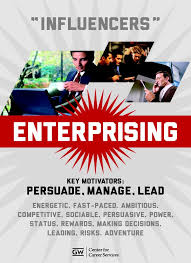 "INFLUENCERS"
ENTERPRISING
KEY MOTIVATORS:
PERSUADE, MANAGE, LEAD
ENERGETIC, FAST-PACED, AMBITIOUS,
COMPETITIVE, SOCIABLE, PERSUASIVE, POWER,
STATUS, REWARDS, MAKING DECISIONS,
LEADING, RISKS, ADVENTURE
GW
Center for
Career Services